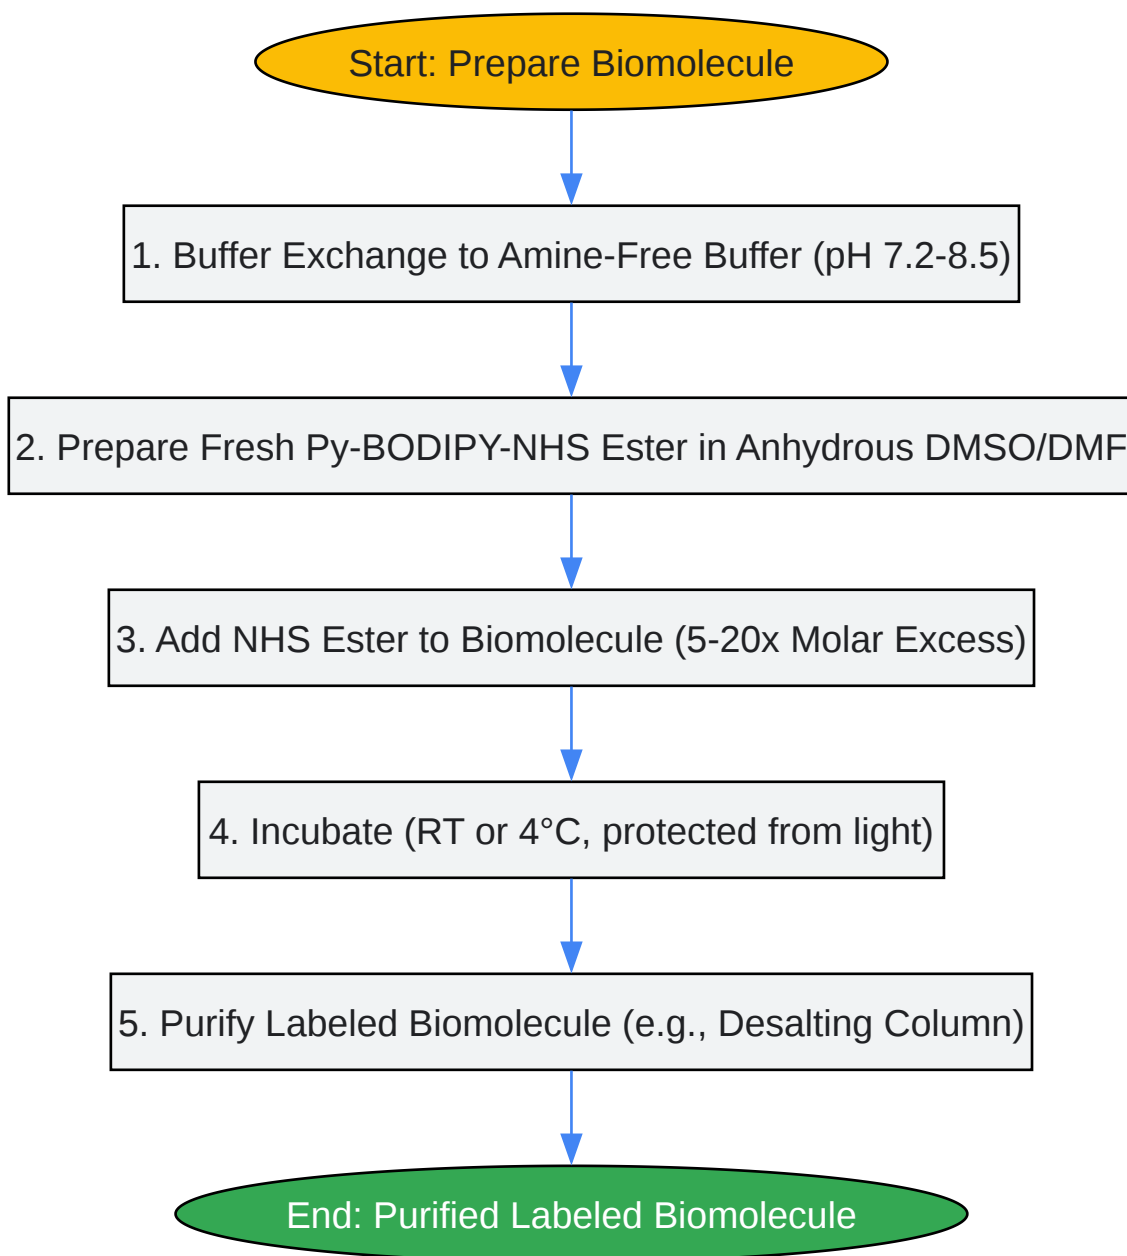 Start: Prepare Biomolecule
1. Buffer Exchange to Amine-Free Buffer (pH 7.2-8.5)
2. Prepare Fresh Py-BODIPY-NHS Ester in Anhydrous DMSO/DMF
3. Add NHS Ester to Biomolecule (5-20x Molar Excess)
4. Incubate (RT or 4°C, protected from light)
5. Purify Labeled Biomolecule (e.g., Desalting Column)
End: Purified Labeled Biomolecule